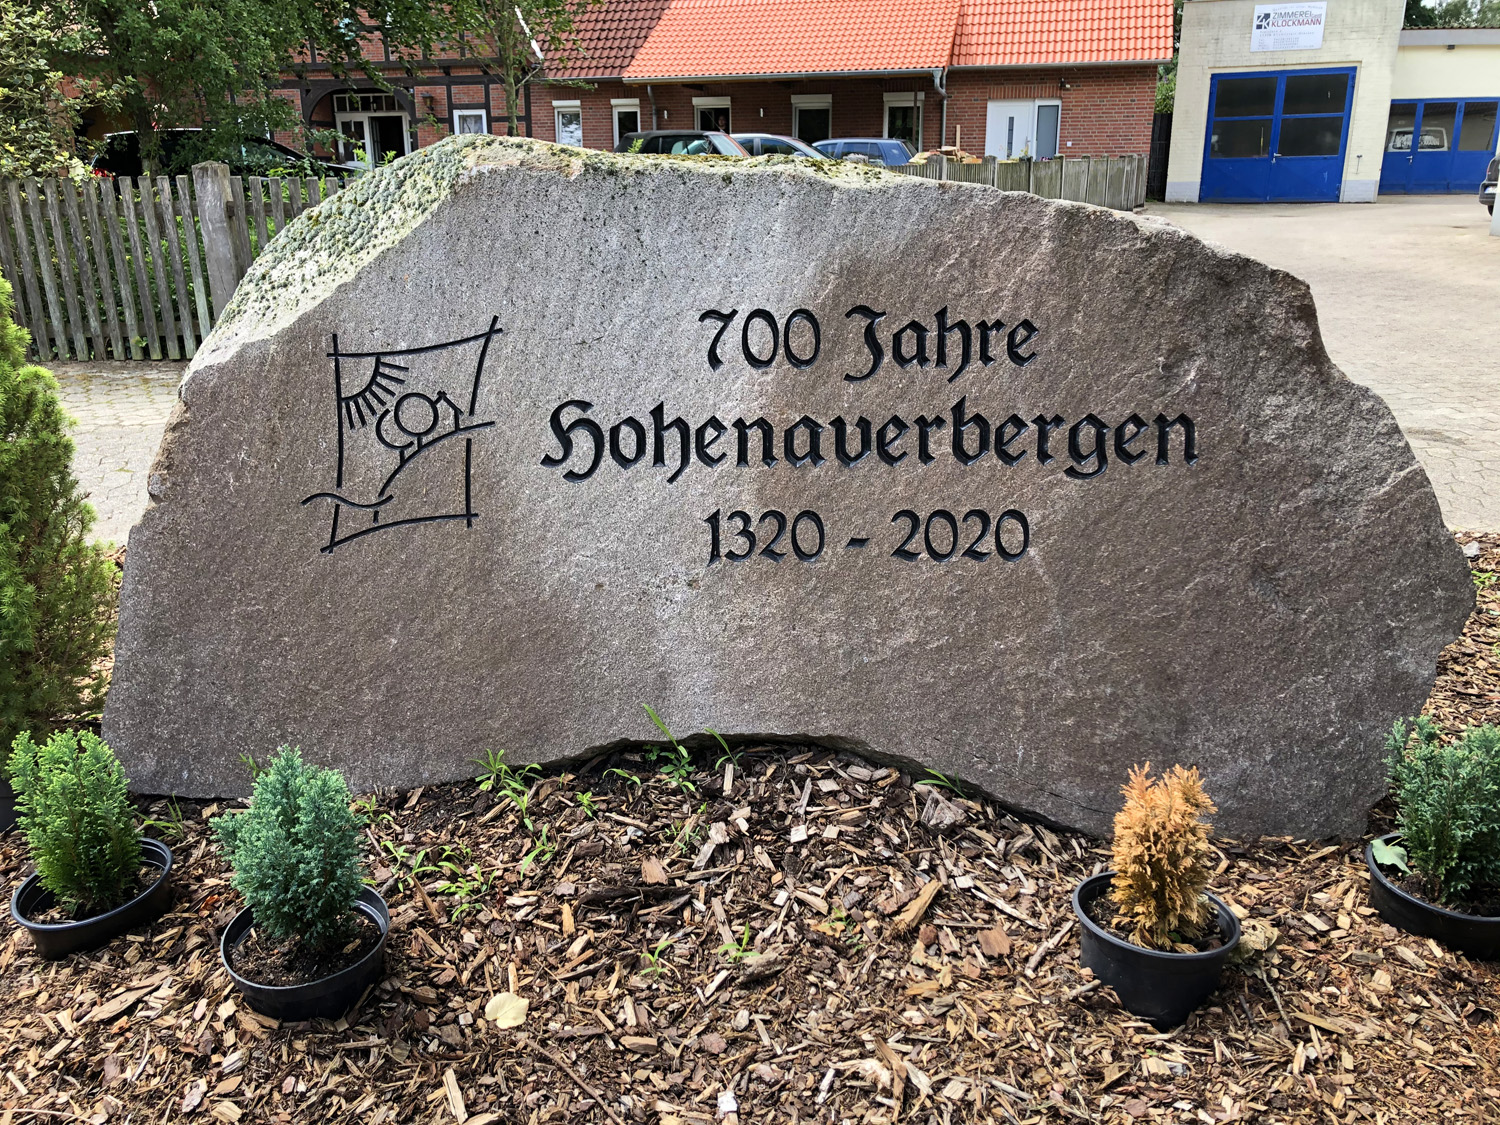 ZIMMEREI
KLOCKMANN
700 Jahre
Hohenaverbergen
1320 - 2020